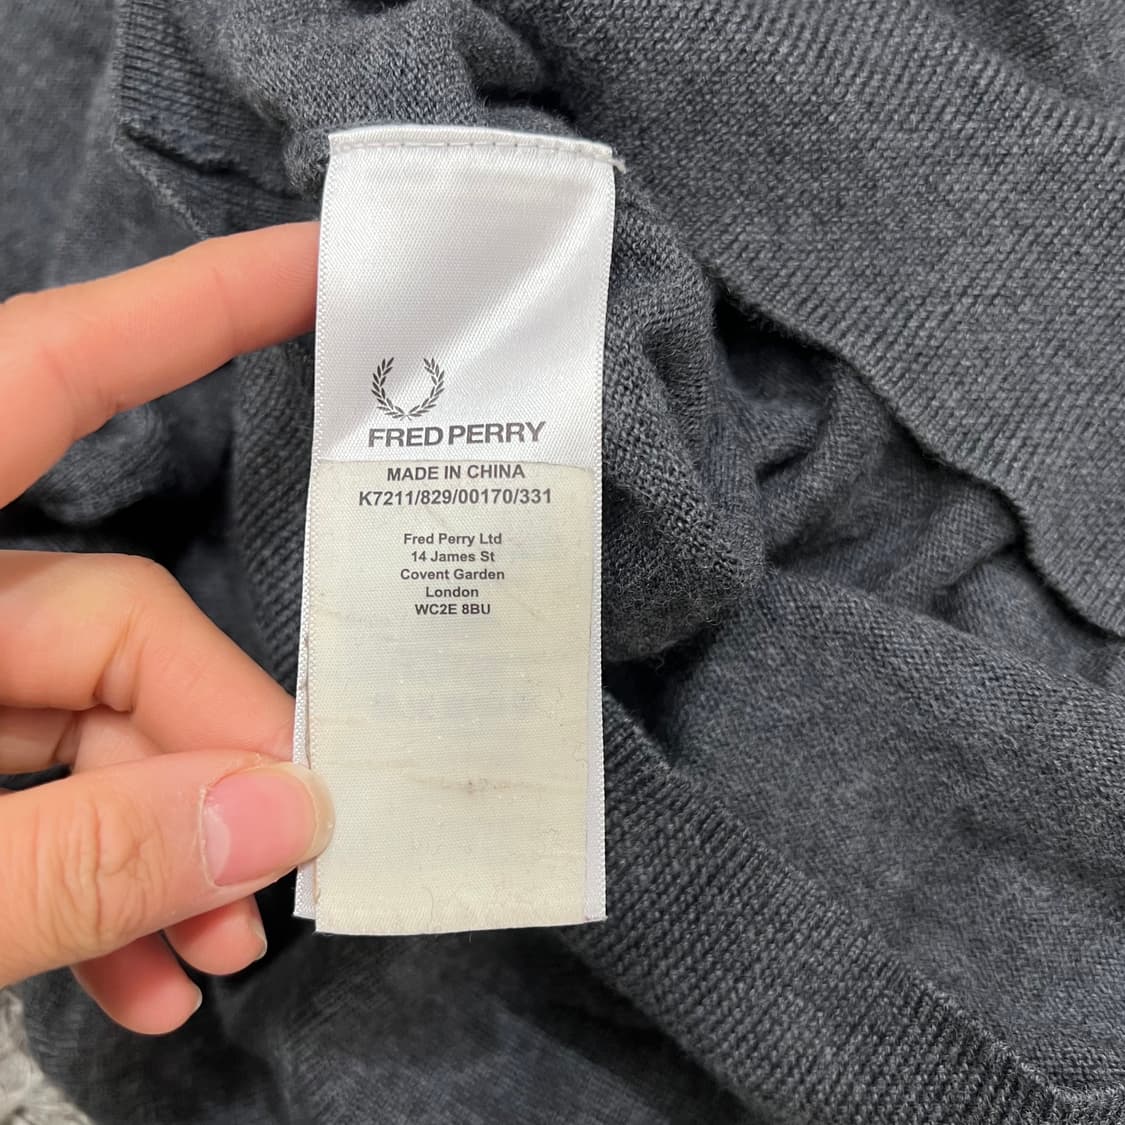 FRED PERRY
MADE IN CHINA
K7211/829/00170/331
Fred Perry Ltd
14 James St
Covent Garden
London
WC2E 8BU